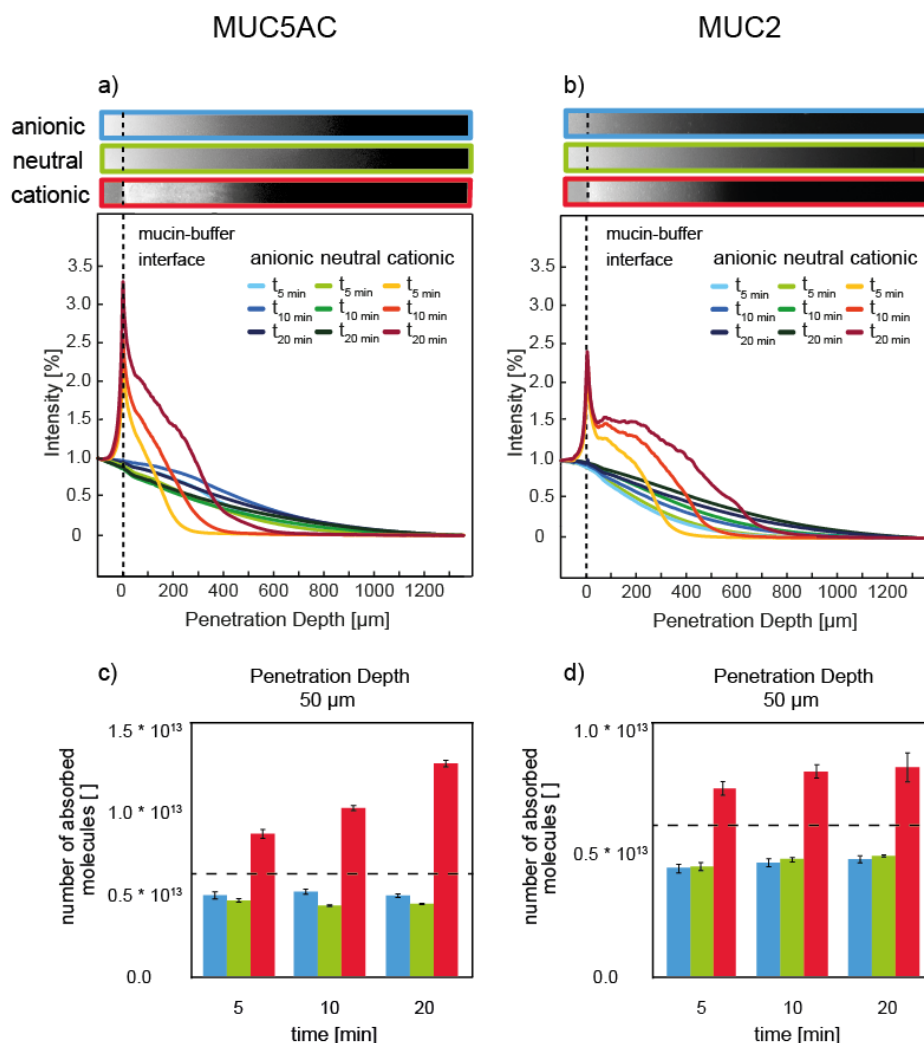 MUC5AC
MUC2
a)
anionic
neutral
cationic
mucin-buffer
interface
anionic neutral cationic
t5 min t5 min t5 min
t10 min t10 min t10 min
t20 min t20 min t20 min
3.5
3.0
2.5
2.0
1.5
1.0
0.5
0
Intensity [%]
0 200 400 600 800 1000 1200
Penetration Depth [µm]
b)
mucin-buffer
interface
anionic neutral cationic
t5 min t5 min t5 min
t10 min t10 min t10 min
t20 min t20 min t20 min
3.5
3.0
2.5
2.0
1.5
1.0
0.5
0
Intensity [%]
0 200 400 600 800 1000 1200
Penetration Depth [µm]
c)
Penetration Depth
50 µm
1.5 * 10¹³
1.0 * 10¹³
0.5 * 10¹³
0.0
number of absorbed
molecules [ ]
5 10 20
time [min]
d)
Penetration Depth
50 µm
1.0 * 10¹³
0.5 * 10¹³
0.0
number of absorbed
molecules [ ]
5 10 20
time [min]